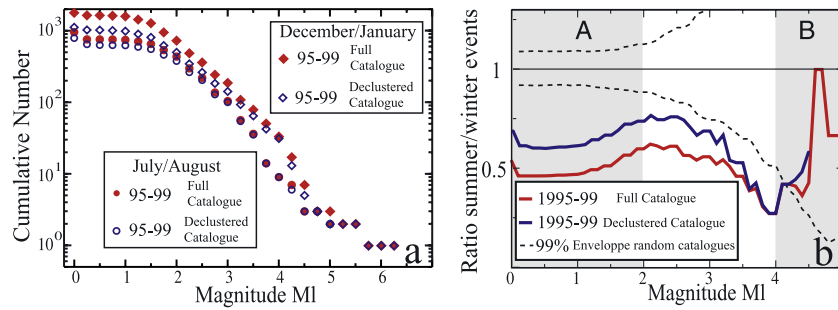 Cumulative Number
10³
10²
10¹
10⁰
December/January
95-99 Full Catalogue
95-99 Declustered Catalogue
July/August
95-99 Full Catalogue
95-99 Declustered Catalogue
a
0 1 2 3 4 5 6
Magnitude Ml
Ratio summer/winter events
1
0.5
A
B
1995-99 Full Catalogue
1995-99 Declustered Catalogue
99% Enveloppe random catalogues
b
0 1 2 3 4
Magnitude Ml